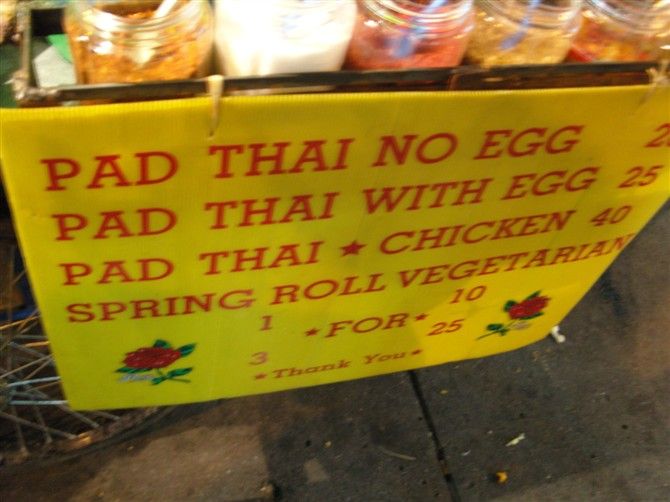 PAD THAI NO EGG
PAD THAI WITH EGG 25
PAD THAI ★ CHICKEN 40
SPRING ROLL VEGETARIAN
1 ★FOR★ 10
3 25
★Thank You★